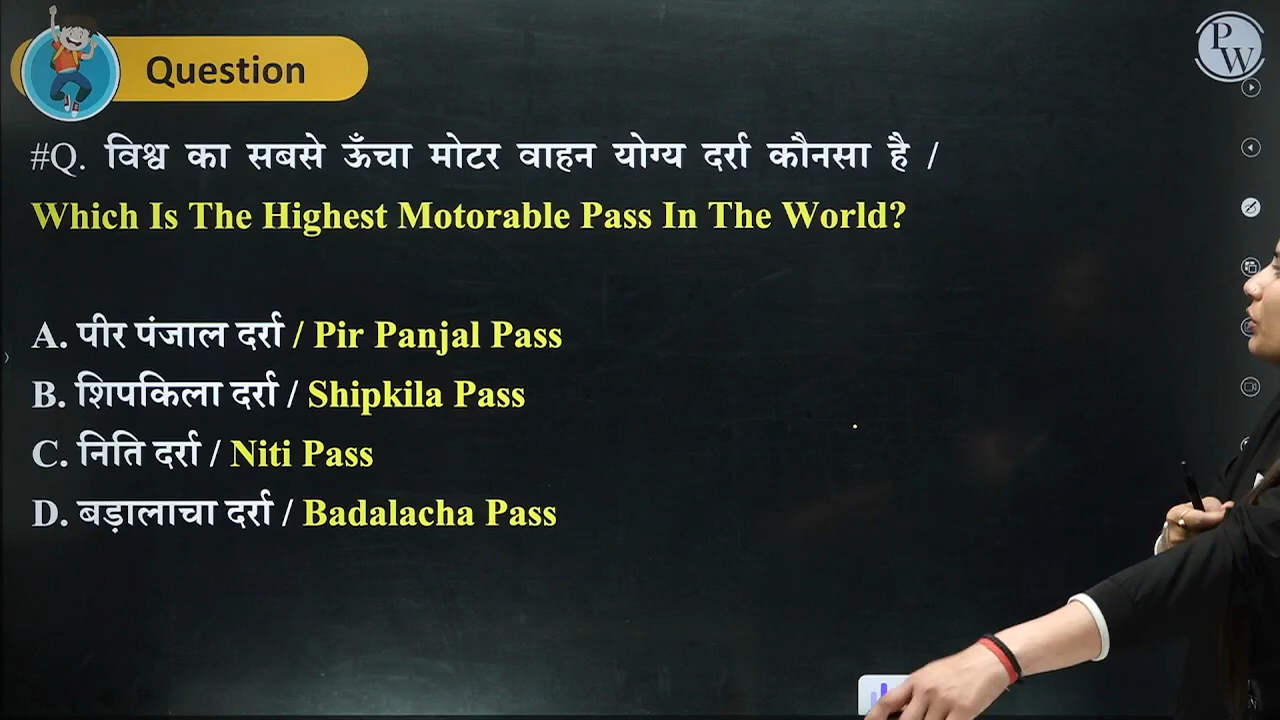 Question
PW
#Q. विश्व का सबसे ऊँचा मोटर वाहन योग्य दर्रा कौनसा है /
Which Is The Highest Motorable Pass In The World?
A. पीर पंजाल दर्रा / Pir Panjal Pass
B. शिपकिला दर्रा / Shipkila Pass
C. निति दर्रा / Niti Pass
D. बड़ालाचा दर्रा / Badalacha Pass